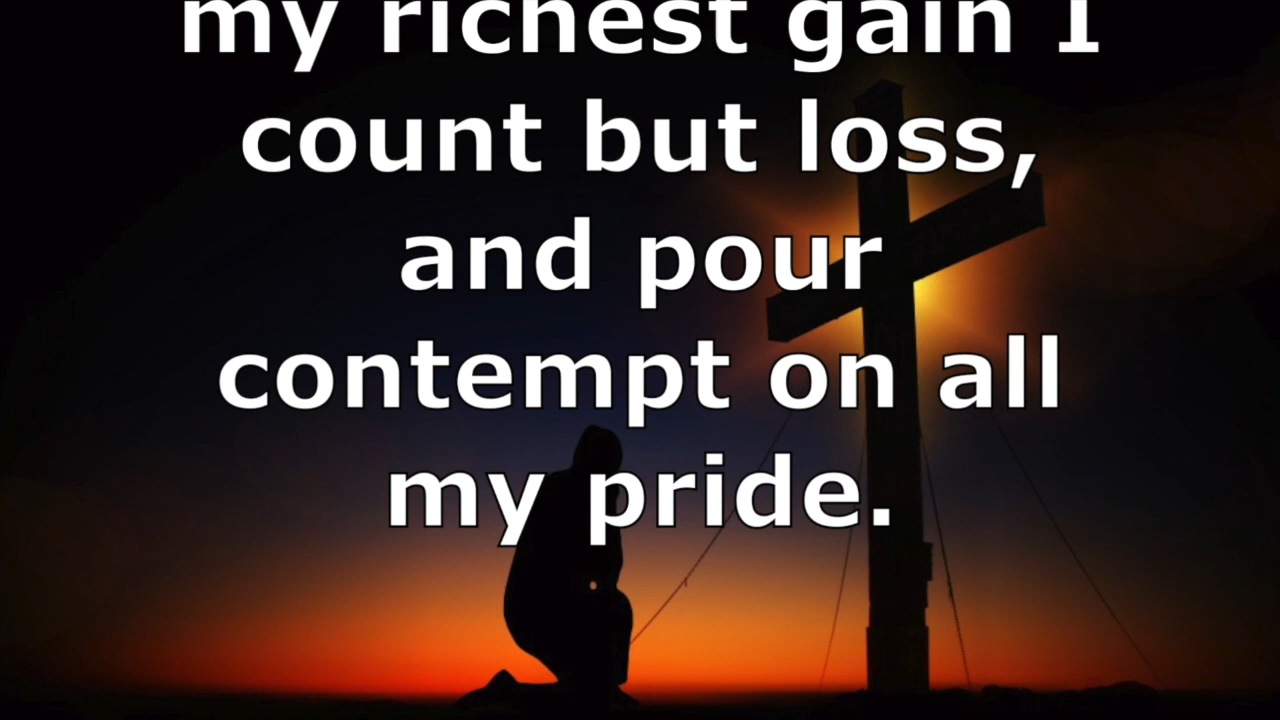 my richest gain I
count but loss,
and pour
contempt on all
my pride.